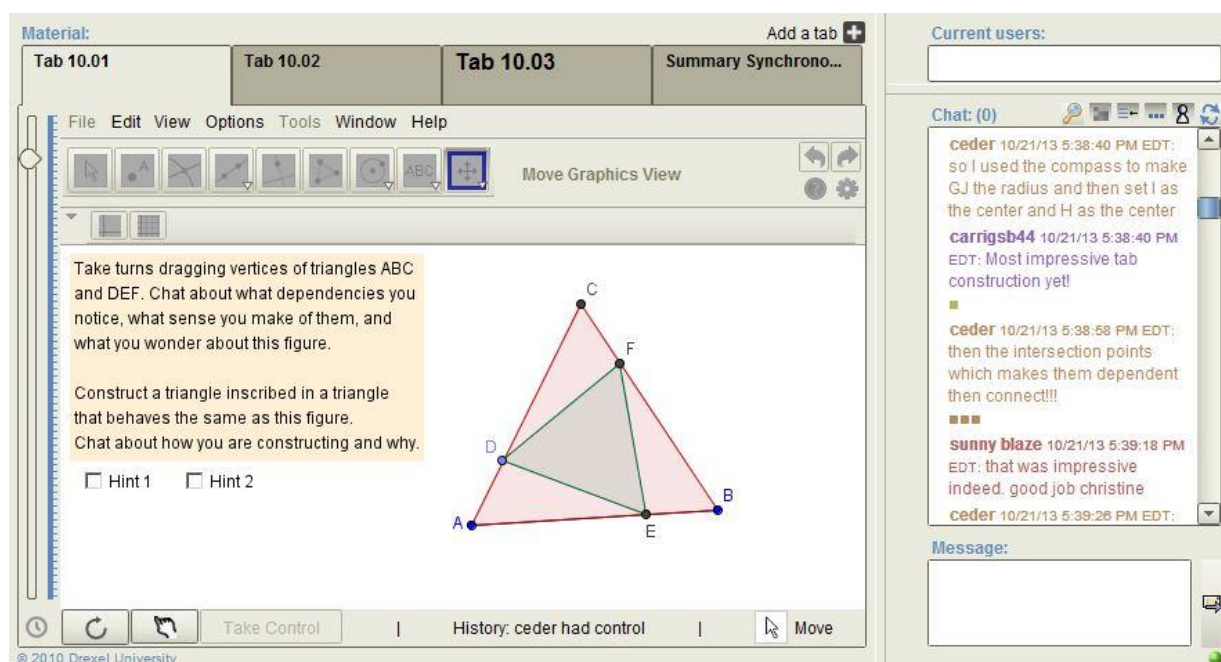 Material:
Add a tab
Tab 10.01
Tab 10.02
Tab 10.03
Summary Synchrono...
File Edit View Options Tools Window Help
ABC
Move Graphics View
Take turns dragging vertices of triangles ABC
and DEF. Chat about what dependencies you
notice, what sense you make of them, and
what you wonder about this figure.
Construct a triangle inscribed in a triangle
that behaves the same as this figure.
Chat about how you are constructing and why.
Hint 1
Hint 2
C
F
D
B
A
E
Take Control
|
History: ceder had control
|
Move
© 2010 Drexel University
Current users:
Chat: (0)
ceder 10/21/13 5:38:40 PM EDT:
so I used the compass to make
GJ the radius and then set I as
the center and H as the center
carrigsb44 10/21/13 5:38:40 PM
EDT: Most impressive tab
construction yet!
ceder 10/21/13 5:38:58 PM EDT:
then the intersection points
which makes them dependent
then connect!!!
sunny blaze 10/21/13 5:39:18 PM
EDT: that was impressive
indeed. good job christine
ceder 10/21/13 5:39:26 PM EDT:
Message: